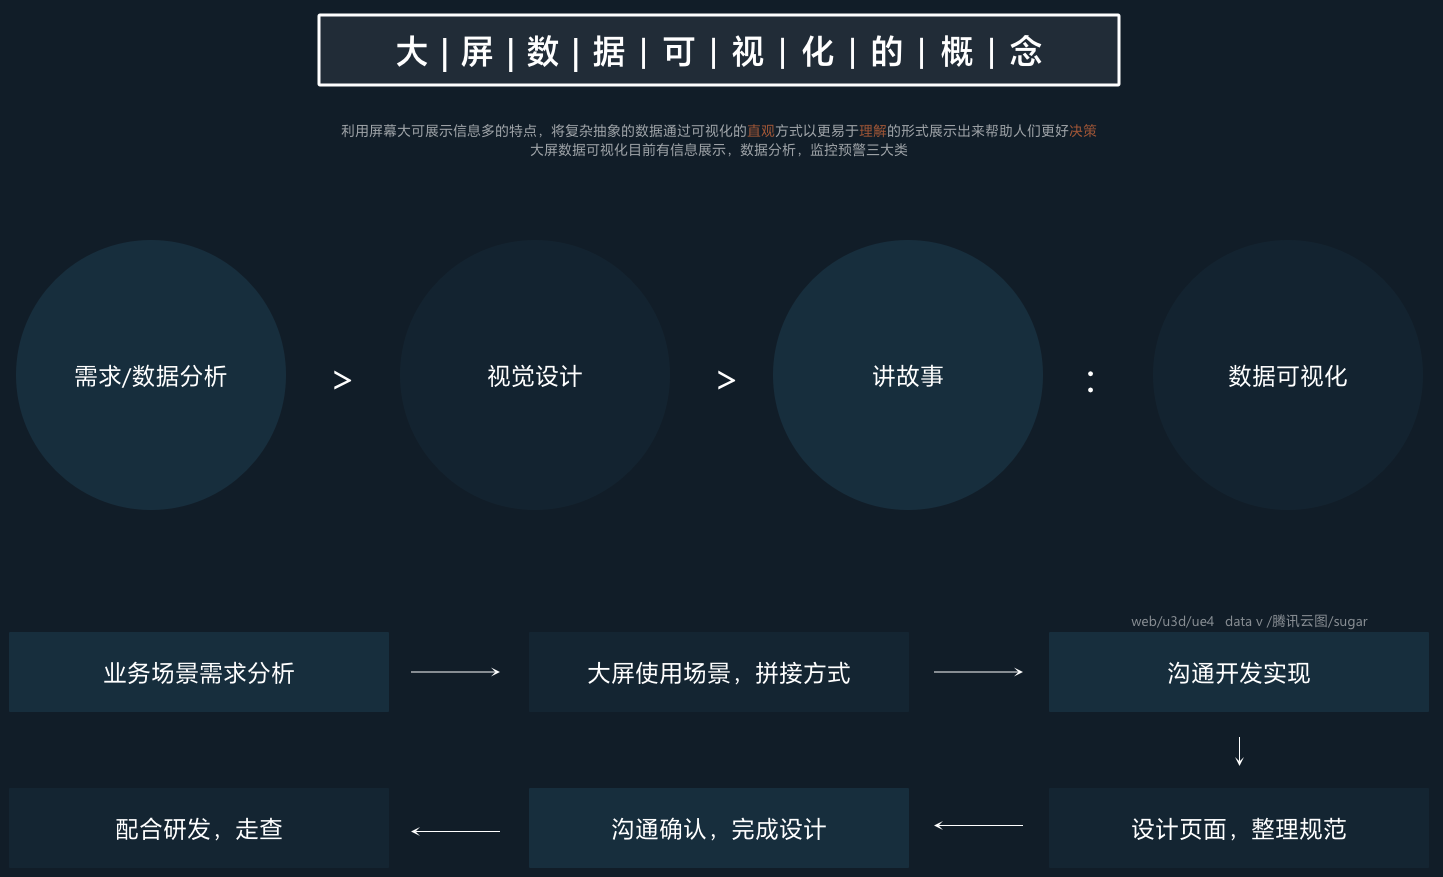 大|屏|数|据|可|视|化|的|概|念
利用屏幕大可展示信息多的特点，将复杂抽象的数据通过可视化的直观方式以更易于理解的形式展示出来帮助人们更好决策
大屏数据可视化目前有信息展示，数据分析，监控预警三大类
需求/数据分析 > 视觉设计 > 讲故事 : 数据可视化
web/u3d/ue4 data v /腾讯云图/sugar
业务场景需求分析
大屏使用场景，拼接方式
沟通开发实现
设计页面，整理规范
沟通确认，完成设计
配合研发，走查